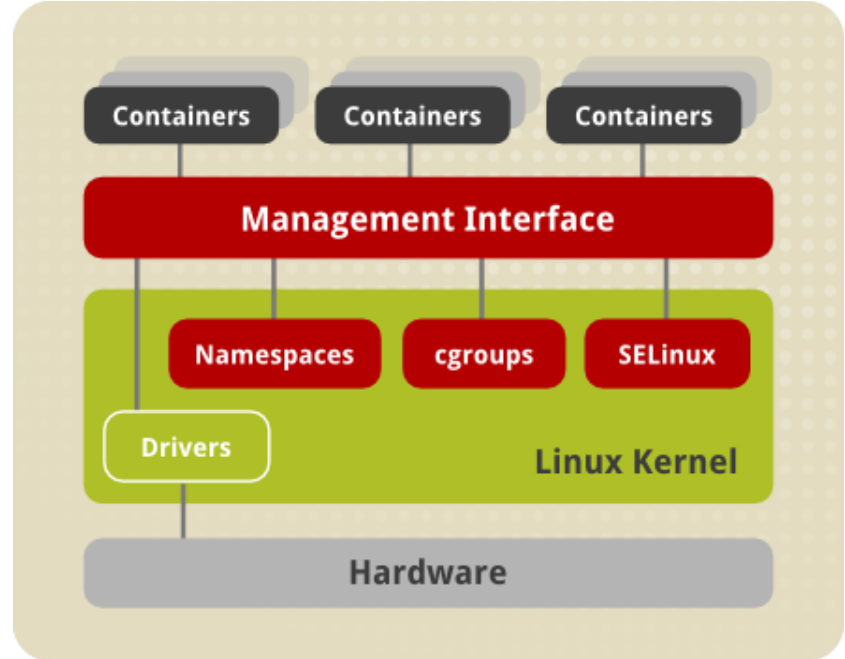 Containers
Containers
Containers
Management Interface
Namespaces
cgroups
SELinux
Drivers
Linux Kernel
Hardware